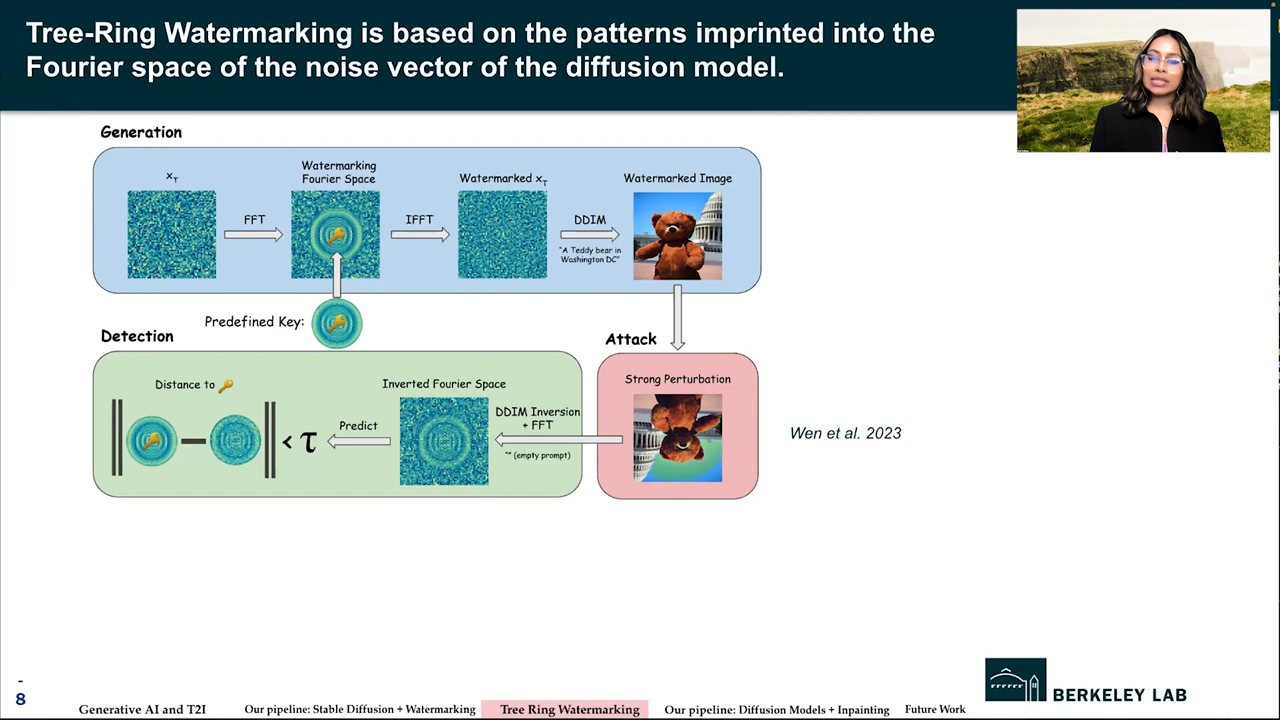 Tree-Ring Watermarking is based on the patterns imprinted into the
Fourier space of the noise vector of the diffusion model.
Generation
xT
FFT
Watermarking
Fourier Space
IFFT
Watermarked xT
DDIM
"A Teddy bear in
Washington DC"
Watermarked Image
Predefined Key:
Detection
Distance to
< τ
Predict
Inverted Fourier Space
DDIM Inversion
+ FFT
"" (empty prompt)
Attack
Strong Perturbation
Wen et al. 2023
BERKELEY LAB
-
8
Generative AI and T2I
Our pipeline: Stable Diffusion + Watermarking
Tree Ring Watermarking
Our pipeline: Diffusion Models + Inpainting
Future Work